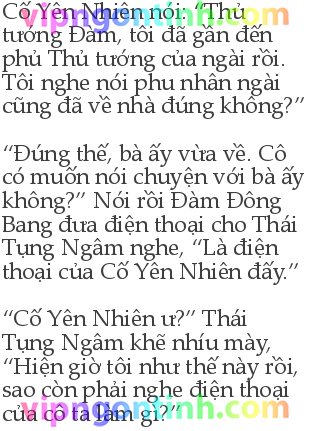 Cố Yên Nhiên nói: “Thủ
tướng Đàm, tôi đã gần đến
phủ Thủ tướng của ngài rồi.
Tôi nghe nói phu nhân ngài
cũng đã về nhà đúng không?”
“Đúng thế, bà ấy vừa về. Cô
có muốn nói chuyện với bà ấy
không?” Nói rồi Đàm Đông
Bang đưa điện thoại cho Thái
Tụng Ngâm nghe, “Là điện
thoại của Cố Yên Nhiên đấy.”
“Cố Yên Nhiên ư?” Thái
Tụng Ngâm khẽ nhíu mày,
“Hiện giờ tôi như thế này rồi,
sao còn phải nghe điện thoại
của cô ta làm gì?”
vipngontinh.com
vipngontinh.com
vipngontinh.com